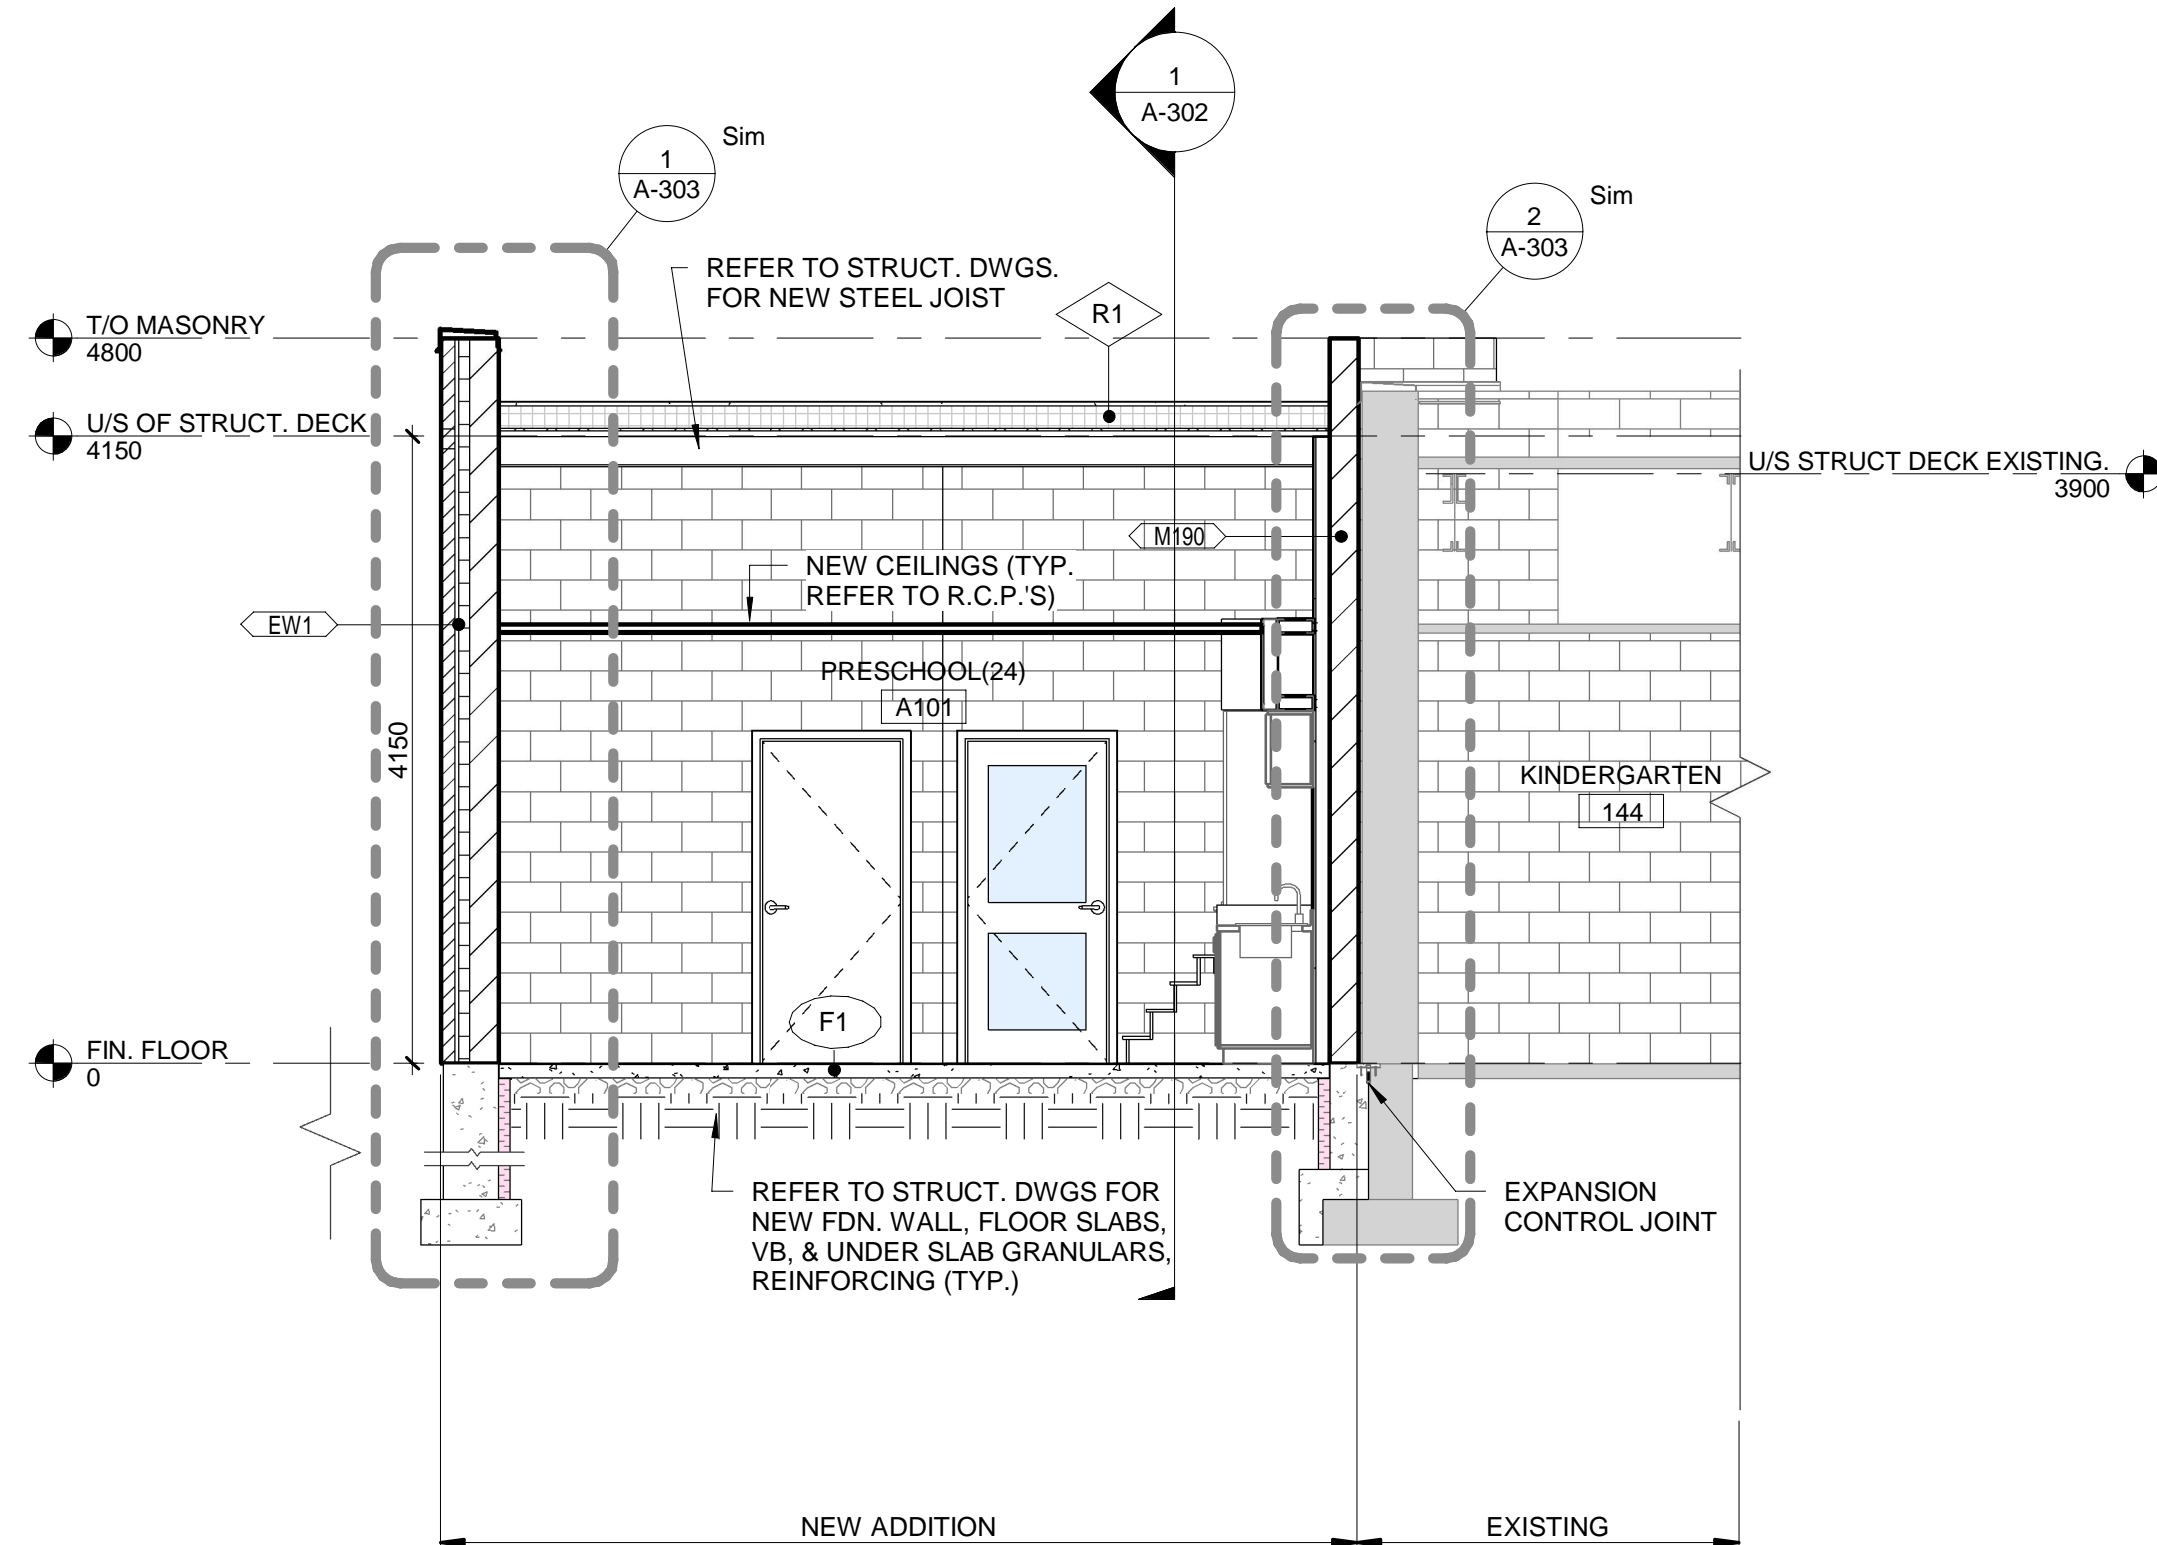 1
A-302
Sim
1
A-303
Sim
2
A-303
REFER TO STRUCT. DWGS.
FOR NEW STEEL JOIST
R1
T/O MASONRY
4800
U/S OF STRUCT. DECK
4150
U/S STRUCT DECK EXISTING.
3900
M190
NEW CEILINGS (TYP.
REFER TO R.C.P.'S)
EW1
PRESCHOOL(24)
A101
4150
KINDERGARTEN
144
F1
FIN. FLOOR
0
REFER TO STRUCT. DWGS FOR
NEW FDN. WALL, FLOOR SLABS,
VB, & UNDER SLAB GRANULARS,
REINFORCING (TYP.)
EXPANSION
CONTROL JOINT
NEW ADDITION
EXISTING